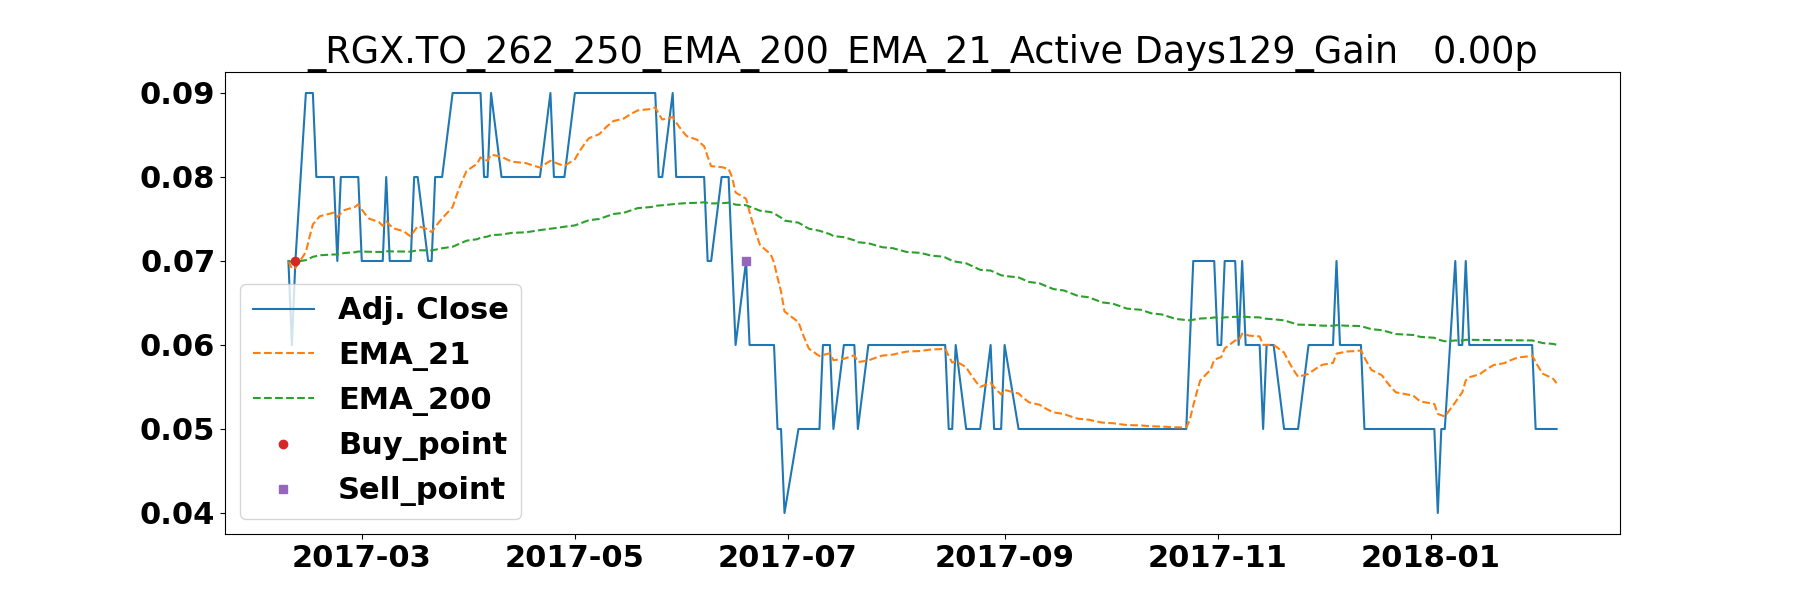 _RGX.TO_262_250_EMA_200_EMA_21_Active Days129_Gain   0.00p
0.09
0.08
0.07
0.06
0.05
0.04
Adj. Close
EMA_21
EMA_200
Buy_point
Sell_point
2017-03 2017-05 2017-07 2017-09 2017-11 2018-01